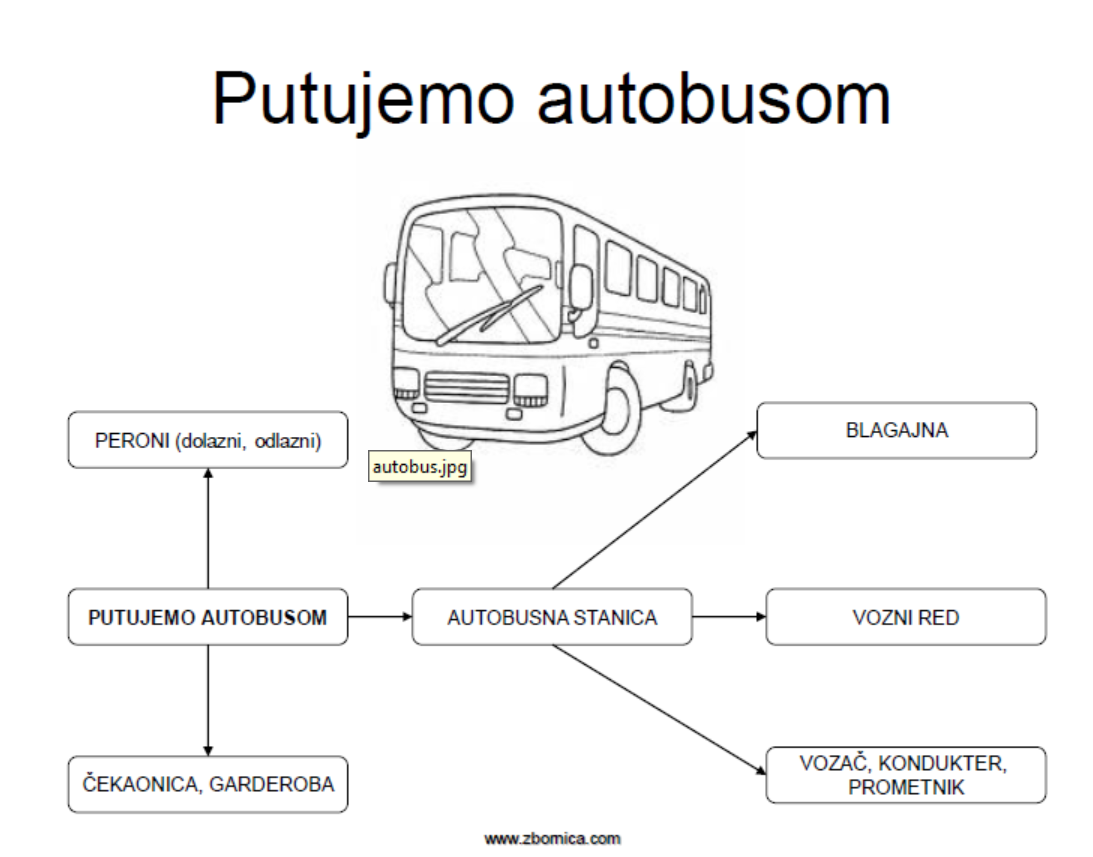 Putujemo autobusom
PERONI (dolazni, odlazni)
autobus.jpg
BLAGAJNA
PUTUJEMO AUTOBUSOM
AUTOBUSNA STANICA
VOZNI RED
ČEKAONICA, GARDEROBA
VOZAČ, KONDUKTER,
PROMETNIK
www.zbornica.com